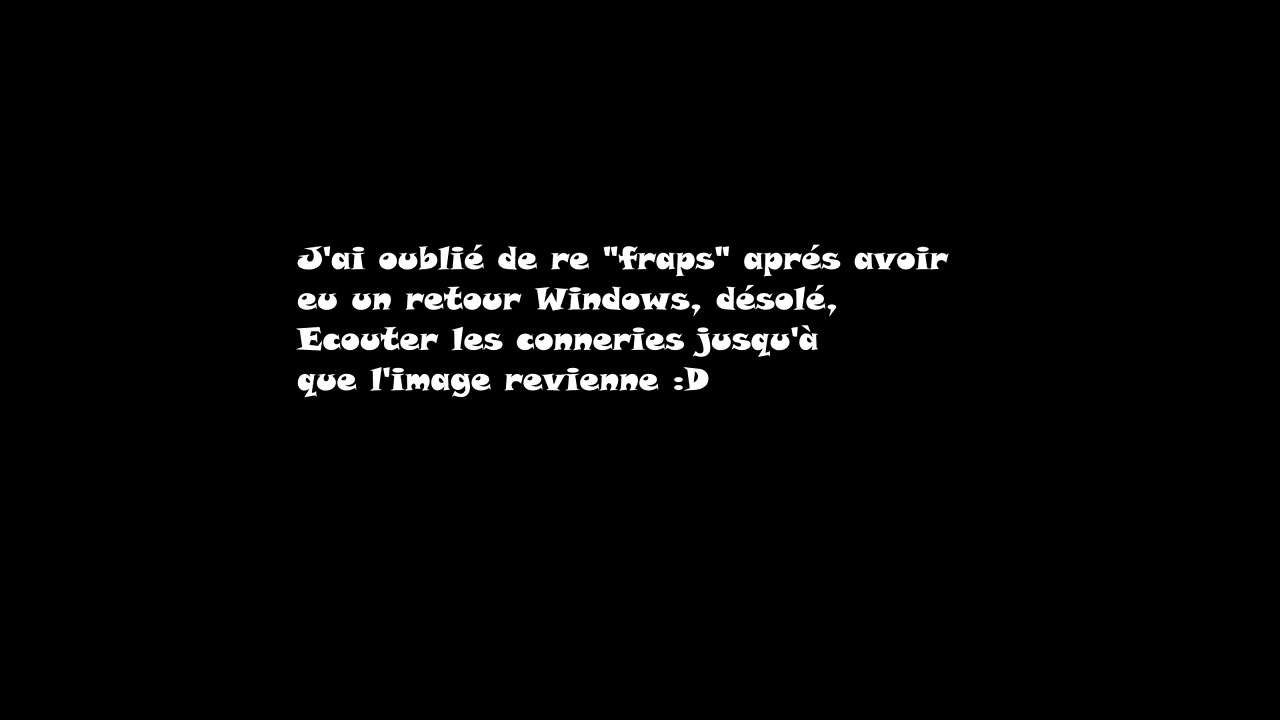 J'ai oublié de re "fraps" aprés avoir
eu un retour Windows, désolé,
Ecouter les conneries jusqu'à
que l'image revienne :D